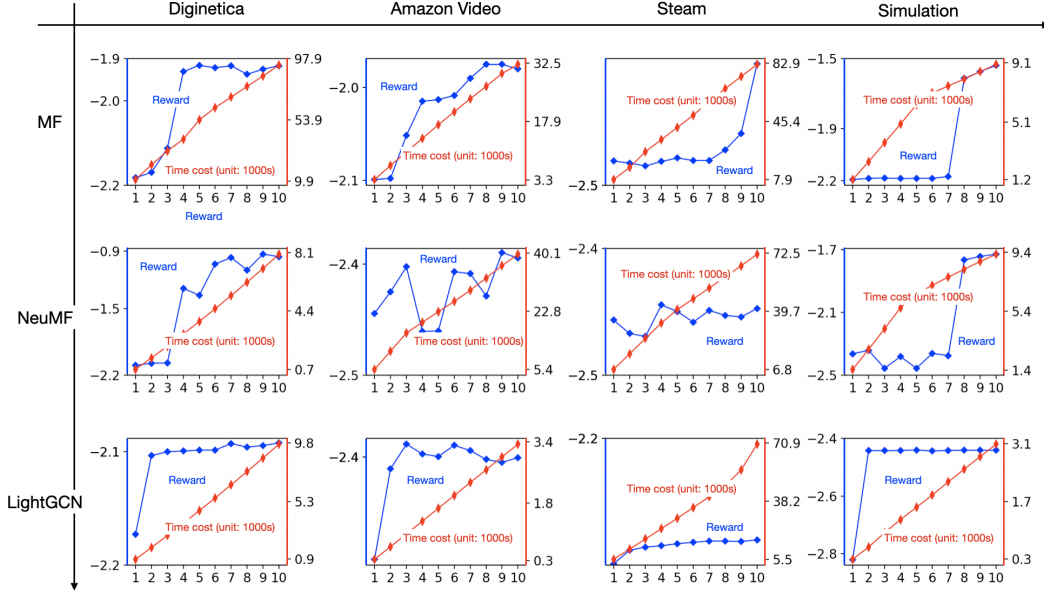 Diginetica Amazon Video Steam Simulation
MF
−1.9
−2.0
−2.2
97.9
53.9
9.9
Reward
Time cost (unit: 1000s)
1 2 3 4 5 6 7 8 9 10
Reward
−2.0
−2.1
32.5
17.9
3.3
Reward
Time cost (unit: 1000s)
1 2 3 4 5 6 7 8 9 10
−2.5
82.9
45.4
7.9
Time cost (unit: 1000s)
Reward
1 2 3 4 5 6 7 8 9 10
−1.5
−1.9
−2.2
9.1
5.1
1.2
Time cost (unit: 1000s)
Reward
1 2 3 4 5 6 7 8 9 10
NeuMF
−0.9
−1.5
−2.2
8.1
4.4
0.7
Reward
Time cost (unit: 1000s)
1 2 3 4 5 6 7 8 9 10
−2.4
−2.5
40.1
22.8
5.4
Reward
Time cost (unit: 1000s)
1 2 3 4 5 6 7 8 9 10
−2.4
−2.5
72.5
39.7
6.8
Time cost (unit: 1000s)
Reward
1 2 3 4 5 6 7 8 9 10
−1.7
−2.1
−2.5
9.4
5.4
1.4
Time cost (unit: 1000s)
Reward
1 2 3 4 5 6 7 8 9 10
LightGCN
−2.1
−2.2
9.8
5.3
0.9
Reward
Time cost (unit: 1000s)
1 2 3 4 5 6 7 8 9 10
−2.4
3.4
1.8
0.3
Reward
Time cost (unit: 1000s)
1 2 3 4 5 6 7 8 9 10
−2.2
70.9
38.2
5.5
Time cost (unit: 1000s)
Reward
1 2 3 4 5 6 7 8 9 10
−2.4
−2.6
−2.8
3.1
1.7
0.3
Reward
Time cost (unit: 1000s)
1 2 3 4 5 6 7 8 9 10